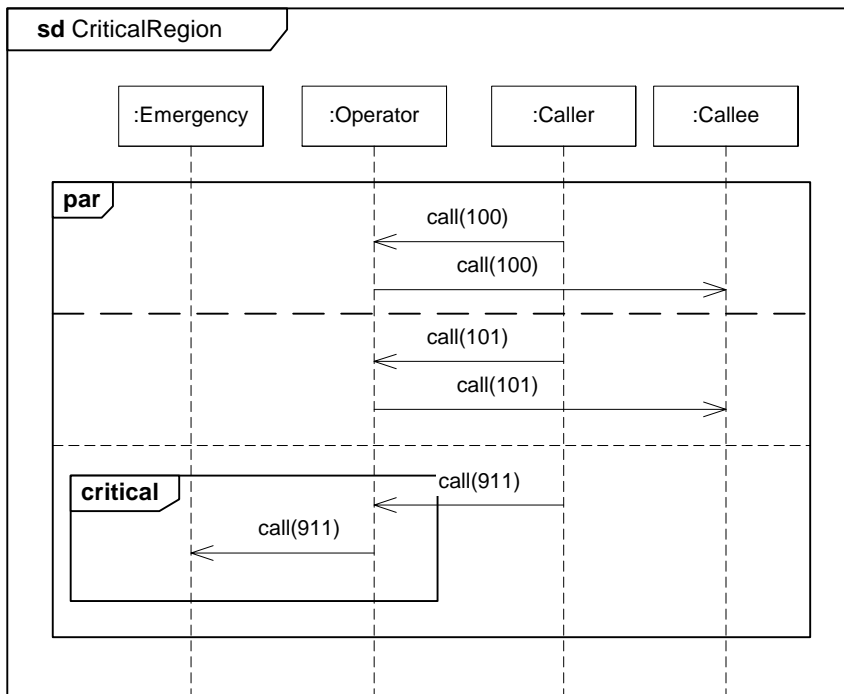 sd CriticalRegion
:Emergency :Operator :Caller :Callee
par
call(100)
call(100)
call(101)
call(101)
critical
call(911)
call(911)